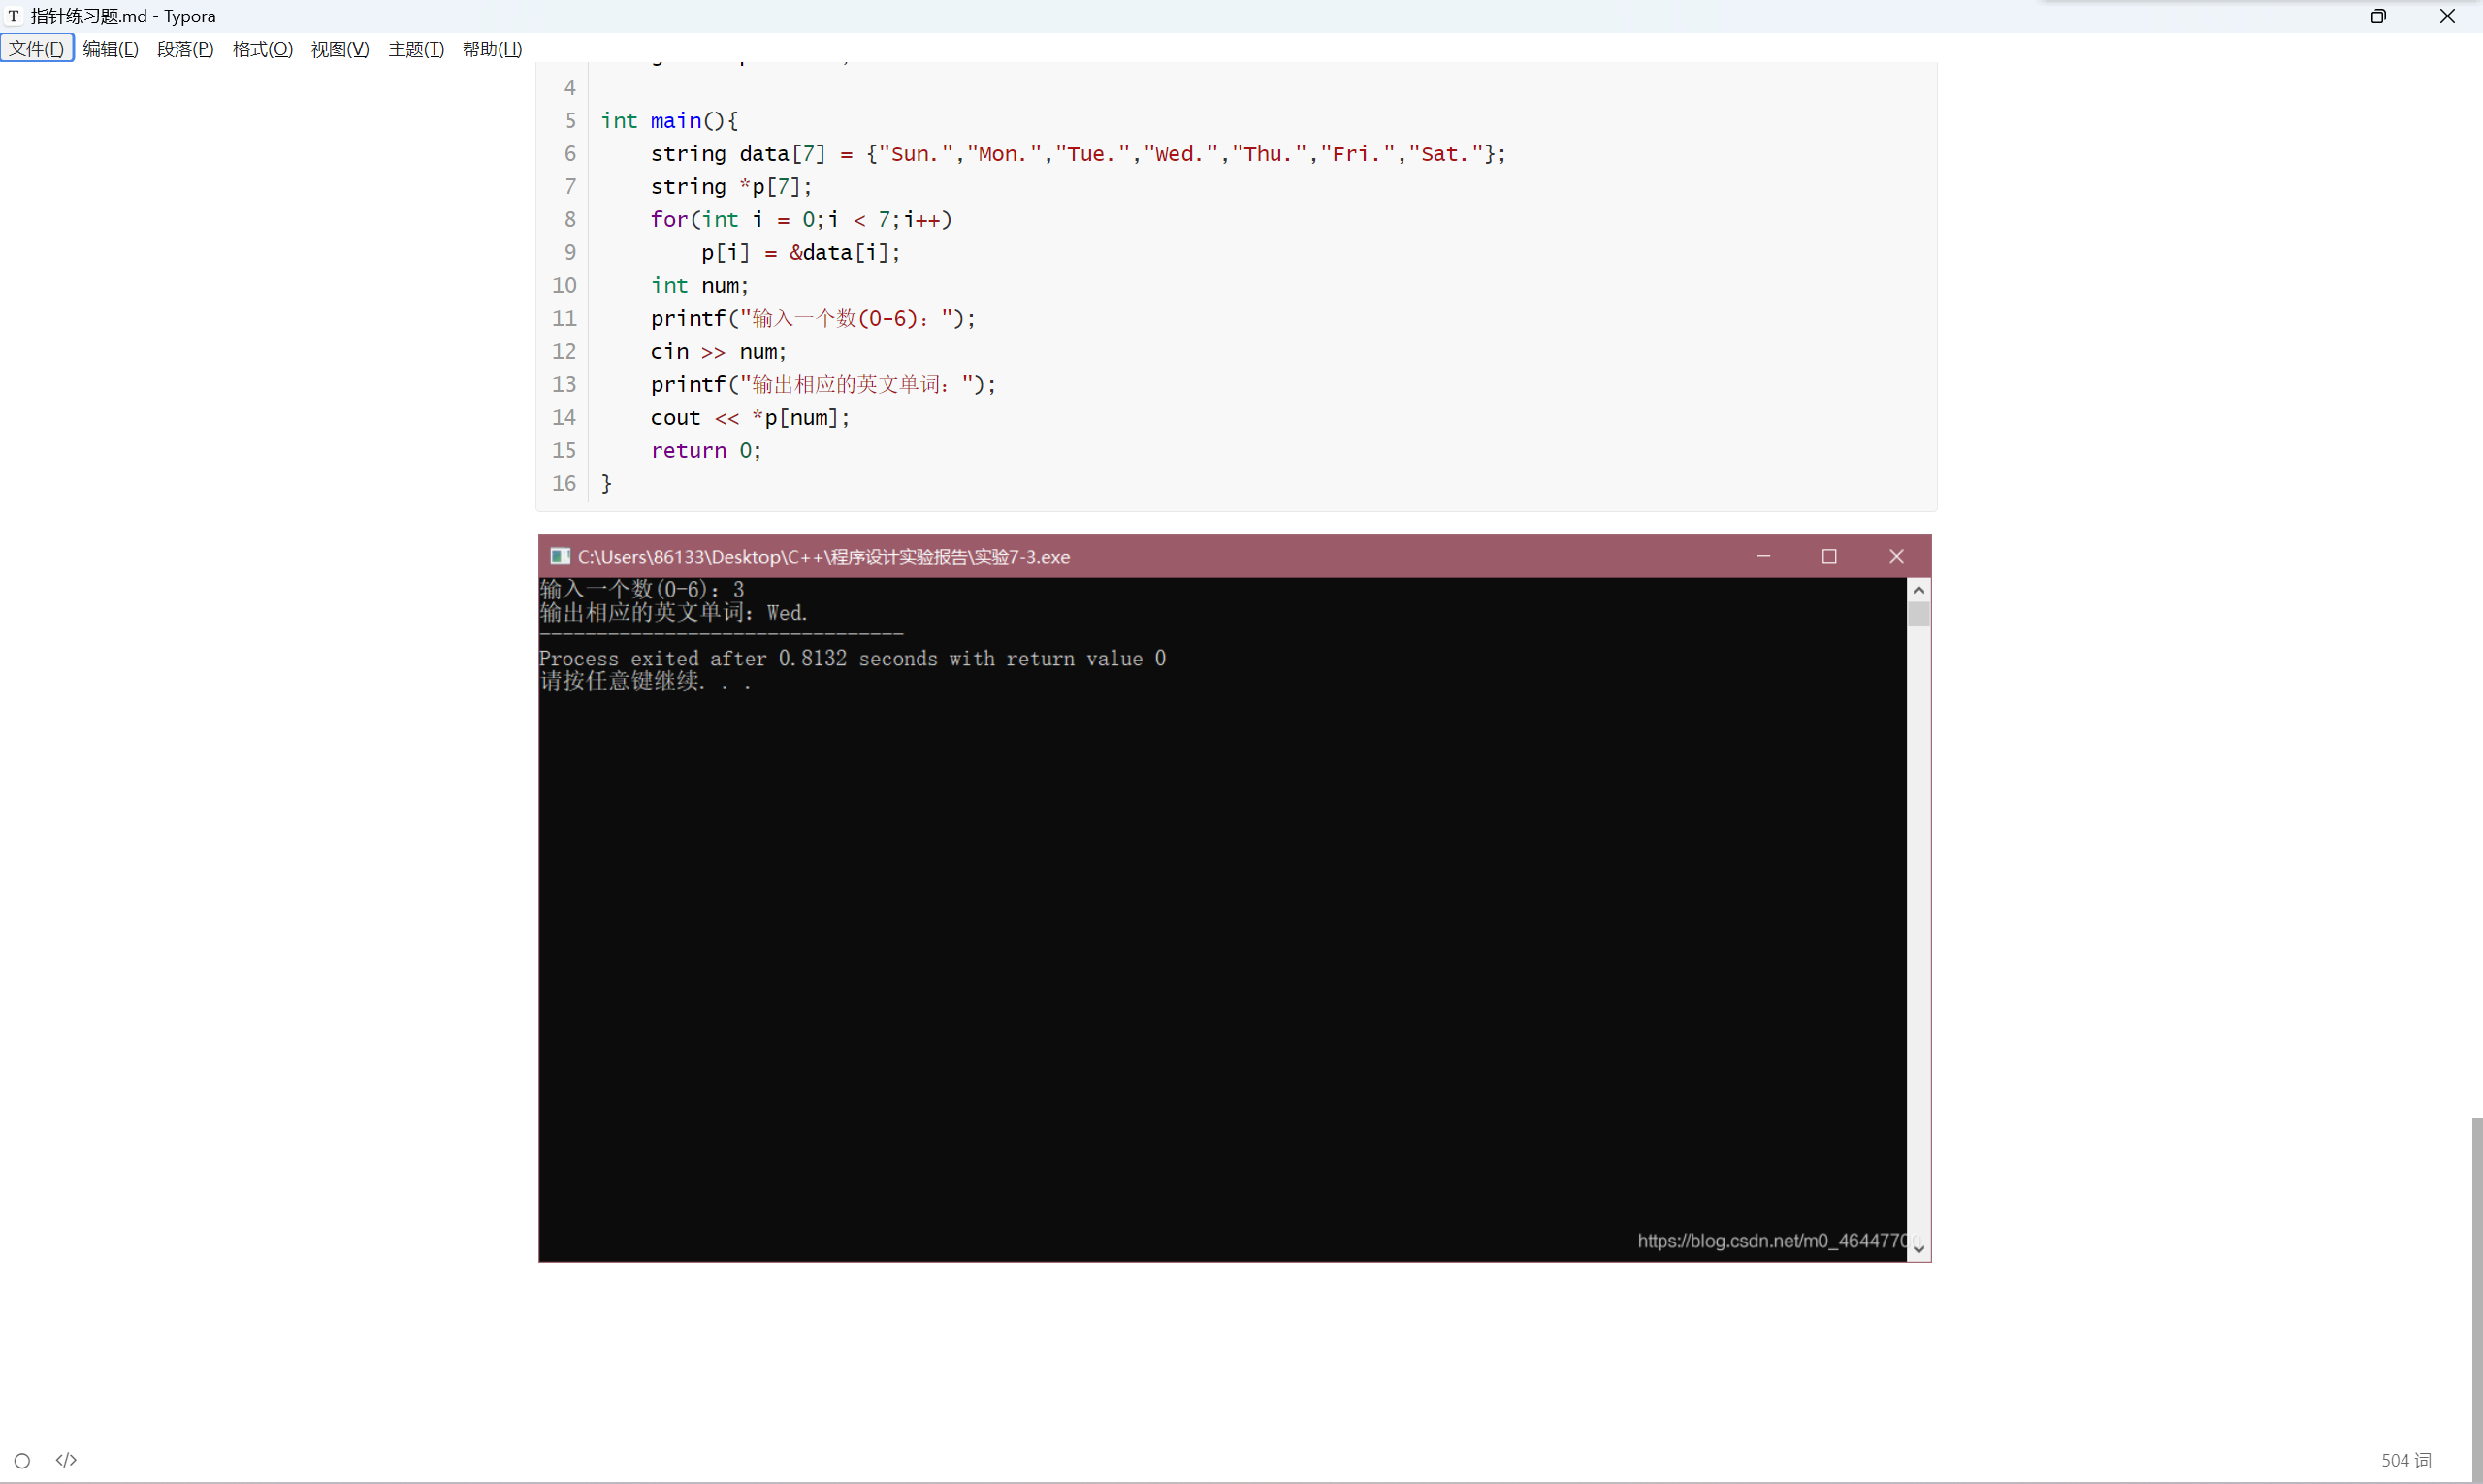 指针练习题.md - Typora
文件(F) 编辑(E) 段落(P) 格式(O) 视图(V) 主题(T) 帮助(H)
4
5 int main(){
6     string data[7] = {"Sun.","Mon.","Tue.","Wed.","Thu.","Fri.","Sat."};
7     string *p[7];
8     for(int i = 0;i < 7;i++)
9         p[i] = &data[i];
10     int num;
11     printf("输入一个数(0-6)：");
12     cin >> num;
13     printf("输出相应的英文单词：");
14     cout << *p[num];
15     return 0;
16 }
C:\Users\86133\Desktop\C++\程序设计实验报告\实验7-3.exe
输入一个数(0-6)：3
输出相应的英文单词：Wed.
--------------------------------
Process exited after 0.8132 seconds with return value 0
请按任意键继续. . .
https://blog.csdn.net/m0_46447700
</> 504 词